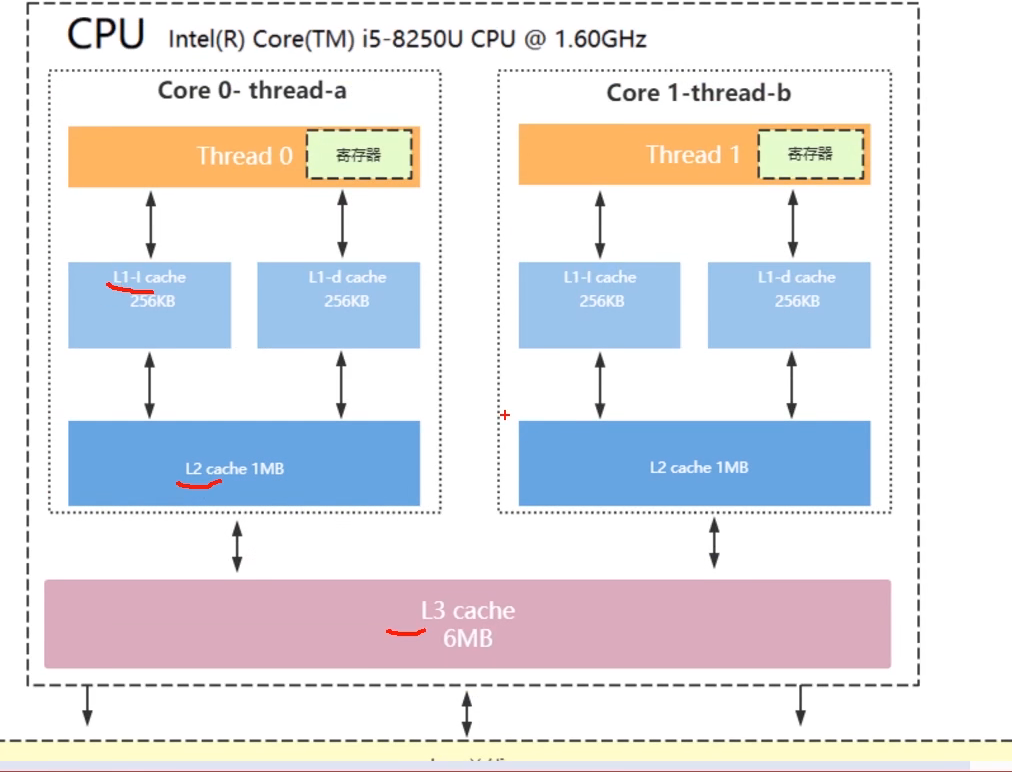 CPU Intel(R) Core(TM) i5-8250U CPU @ 1.60GHz
Core 0- thread-a
Core 1-thread-b
Thread 0
寄存器
Thread 1
寄存器
L1-I cache
256KB
L1-d cache
256KB
L1-I cache
256KB
L1-d cache
256KB
L2 cache 1MB
L2 cache 1MB
L3 cache
6MB